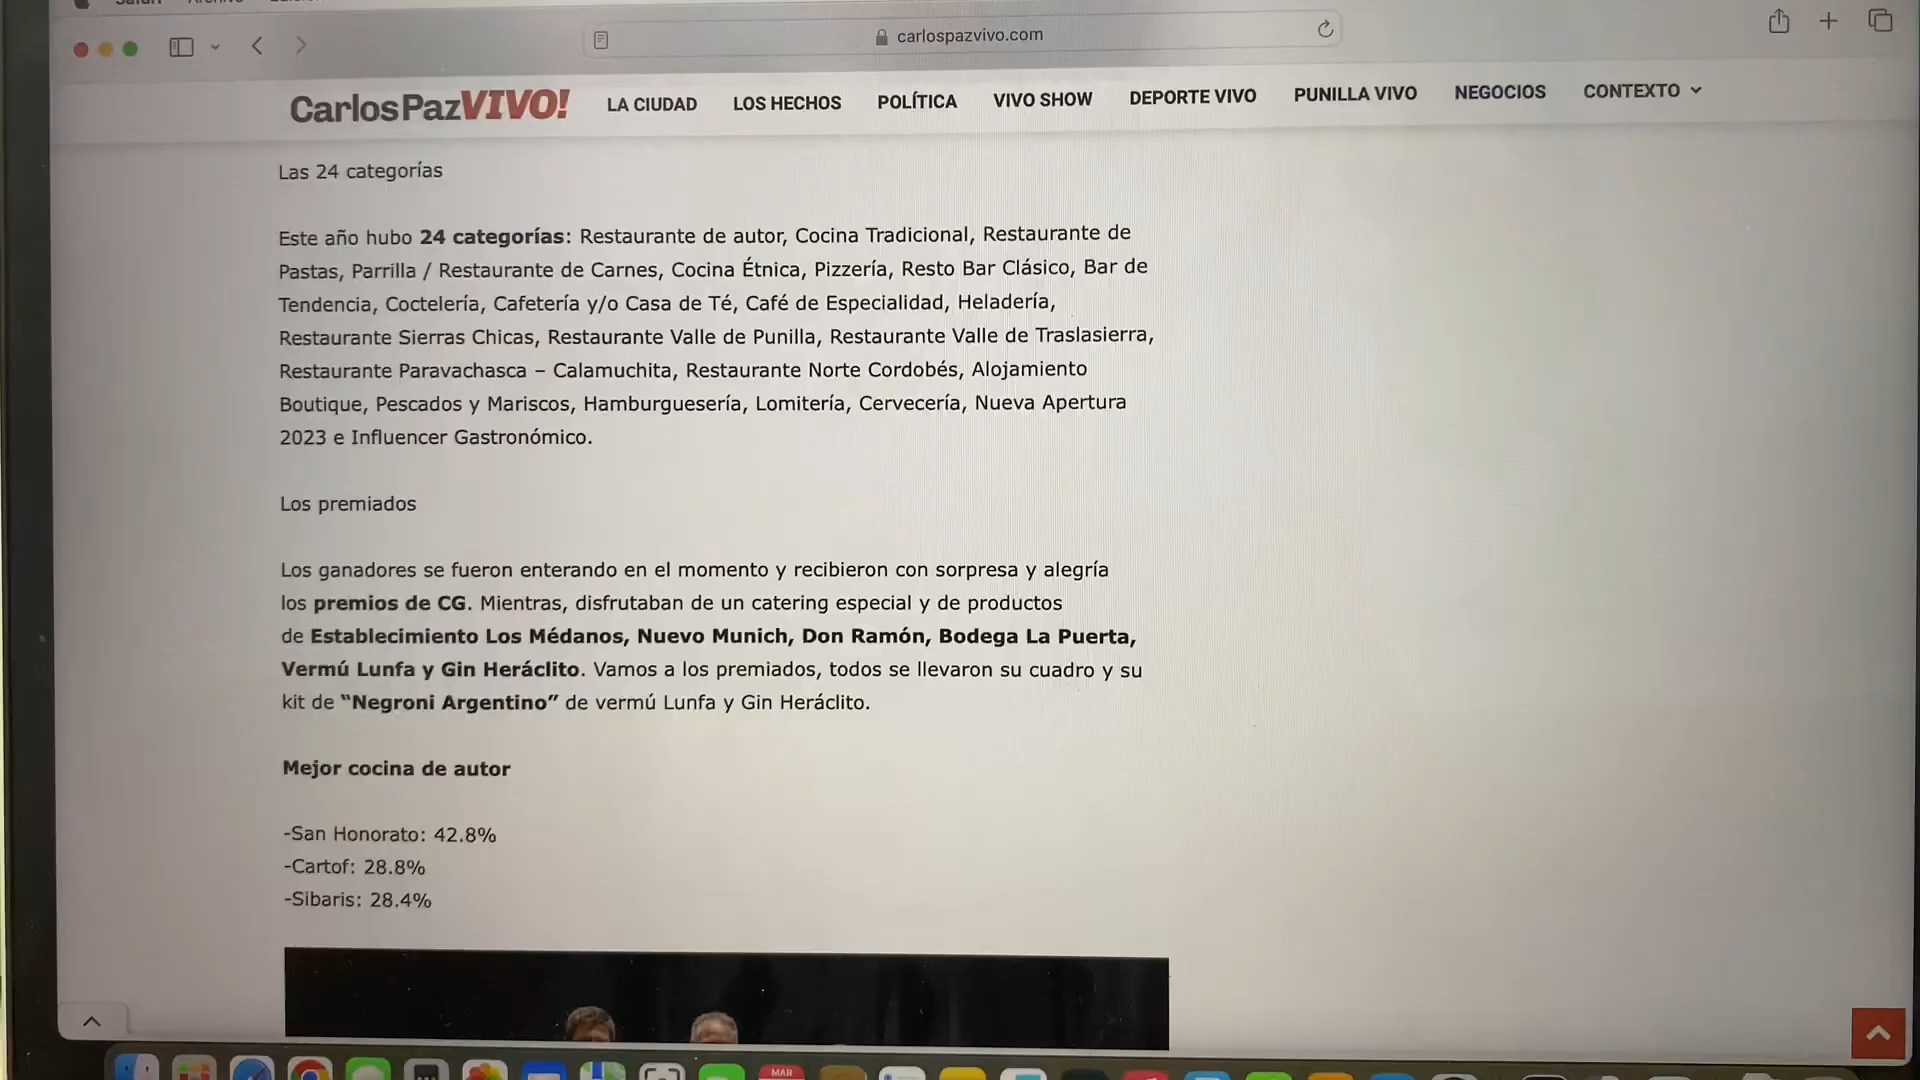 carlospazvivo.com
CarlosPazVIVO!
LA CIUDAD
LOS HECHOS
POLÍTICA
VIVO SHOW
DEPORTE VIVO
PUNILLA VIVO
NEGOCIOS
CONTEXTO
Las 24 categorías
Este año hubo 24 categorías: Restaurante de autor, Cocina Tradicional, Restaurante de
Pastas, Parrilla / Restaurante de Carnes, Cocina Étnica, Pizzería, Resto Bar Clásico, Bar de
Tendencia, Coctelería, Cafetería y/o Casa de Té, Café de Especialidad, Heladería,
Restaurante Sierras Chicas, Restaurante Valle de Punilla, Restaurante Valle de Traslasierra,
Restaurante Paravachasca – Calamuchita, Restaurante Norte Cordobés, Alojamiento
Boutique, Pescados y Mariscos, Hamburguesería, Lomitería, Cervecería, Nueva Apertura
2023 e Influencer Gastronómico.
Los premiados
Los ganadores se fueron enterando en el momento y recibieron con sorpresa y alegría
los premios de CG. Mientras, disfrutaban de un catering especial y de productos
de Establecimiento Los Médanos, Nuevo Munich, Don Ramón, Bodega La Puerta,
Vermú Lunfa y Gin Heráclito. Vamos a los premiados, todos se llevaron su cuadro y su
kit de “Negroni Argentino” de vermú Lunfa y Gin Heráclito.
Mejor cocina de autor
-San Honorato: 42.8%
-Cartof: 28.8%
-Sibaris: 28.4%
MAR